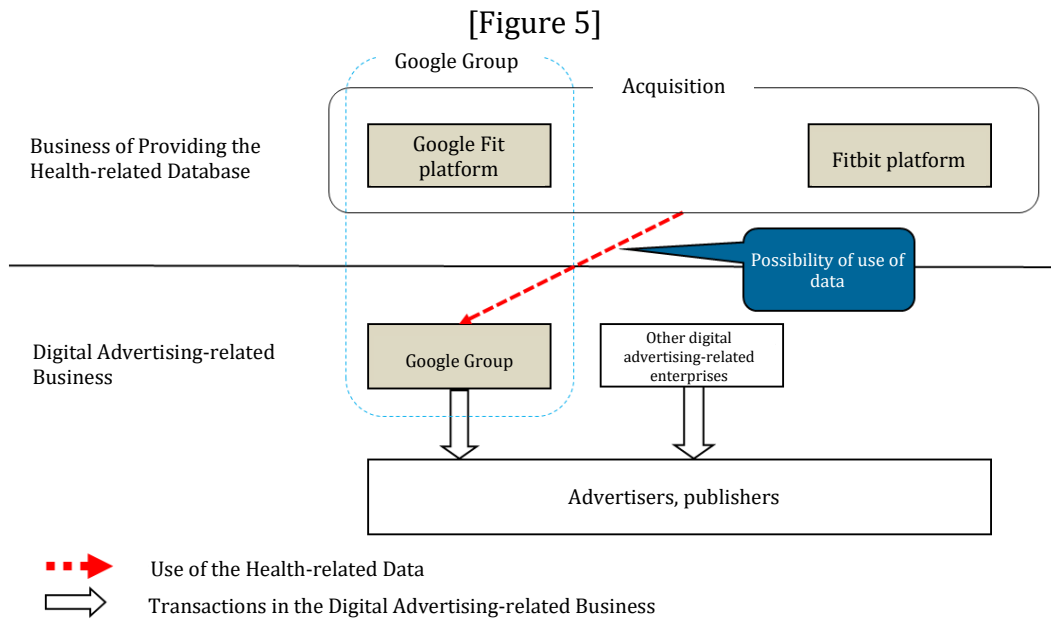 [Figure 5]
Google Group
Acquisition
Business of Providing the
Health-related Database
Google Fit
platform
Fitbit platform
Possibility of use of
data
Digital Advertising-related
Business
Google Group
Other digital
advertising-related
enterprises
Advertisers, publishers
Use of the Health-related Data
Transactions in the Digital Advertising-related Business